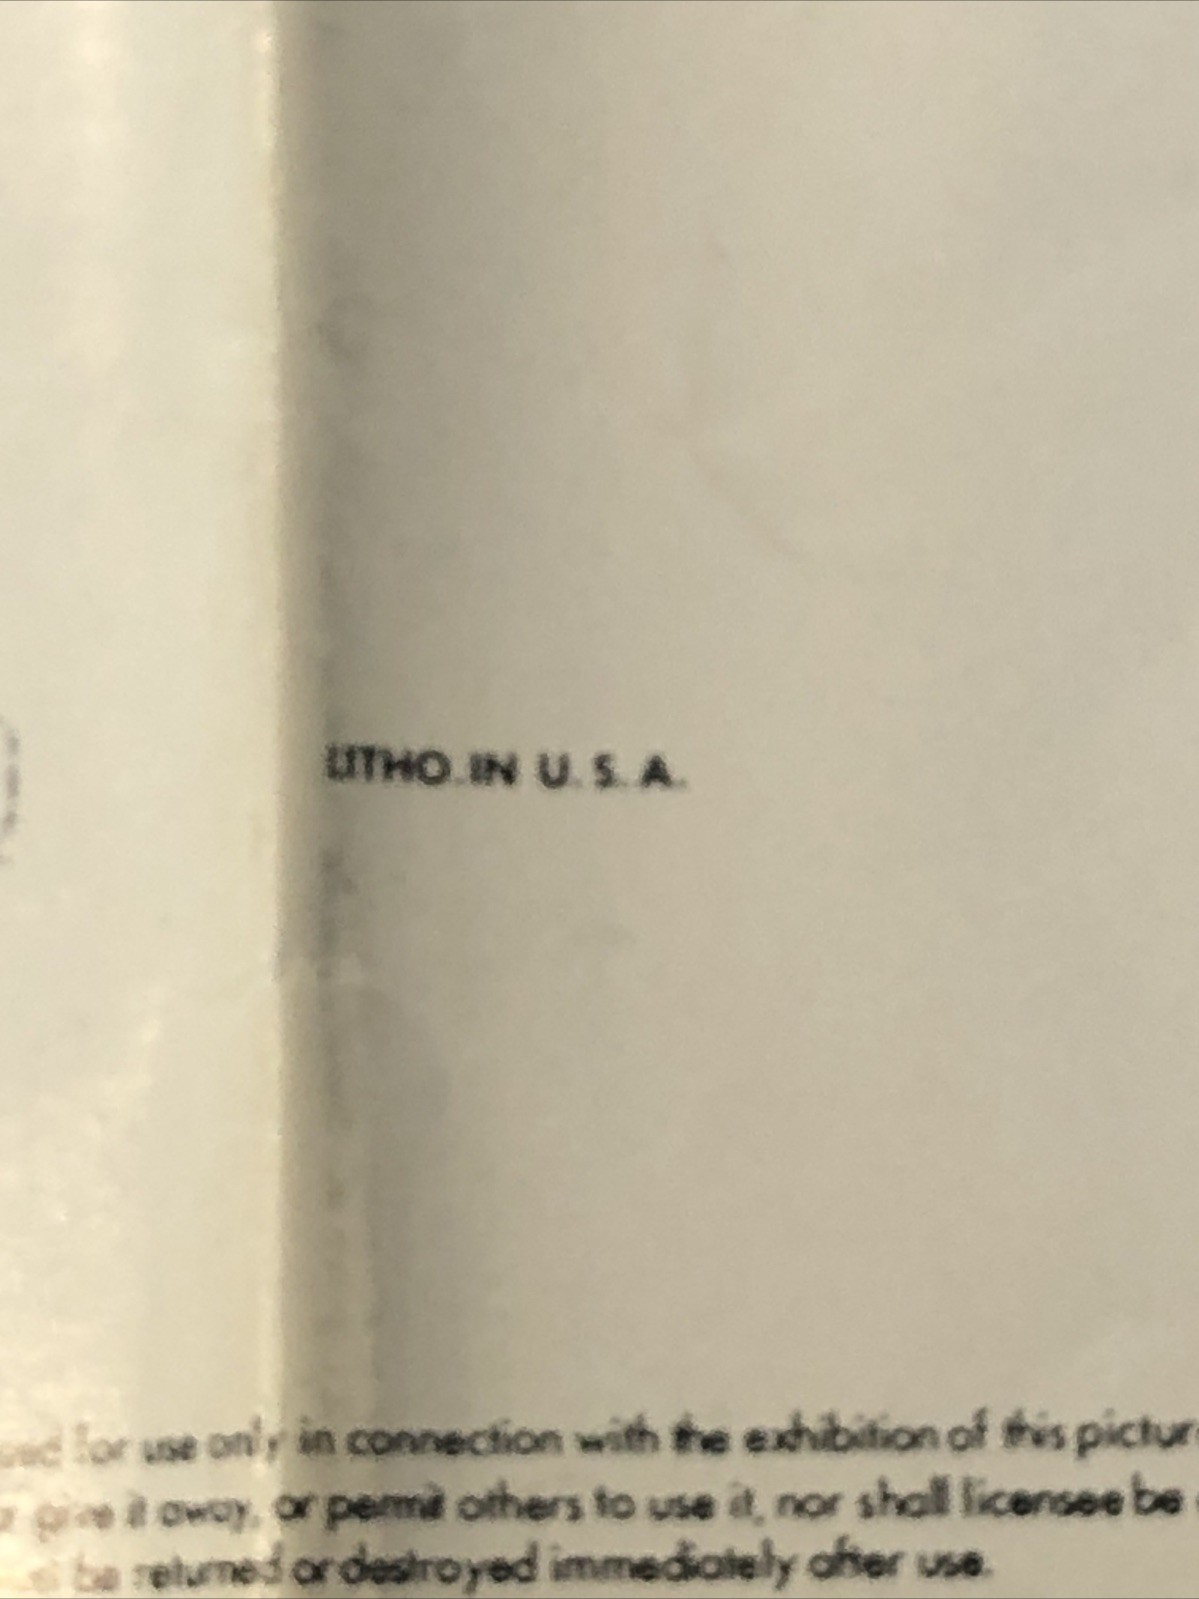 LITHO. IN U. S. A.
for use only in connection with the exhibition of this
give it away, or permit others to use it, nor shall licensee be
be returned or destroyed immediately after use.